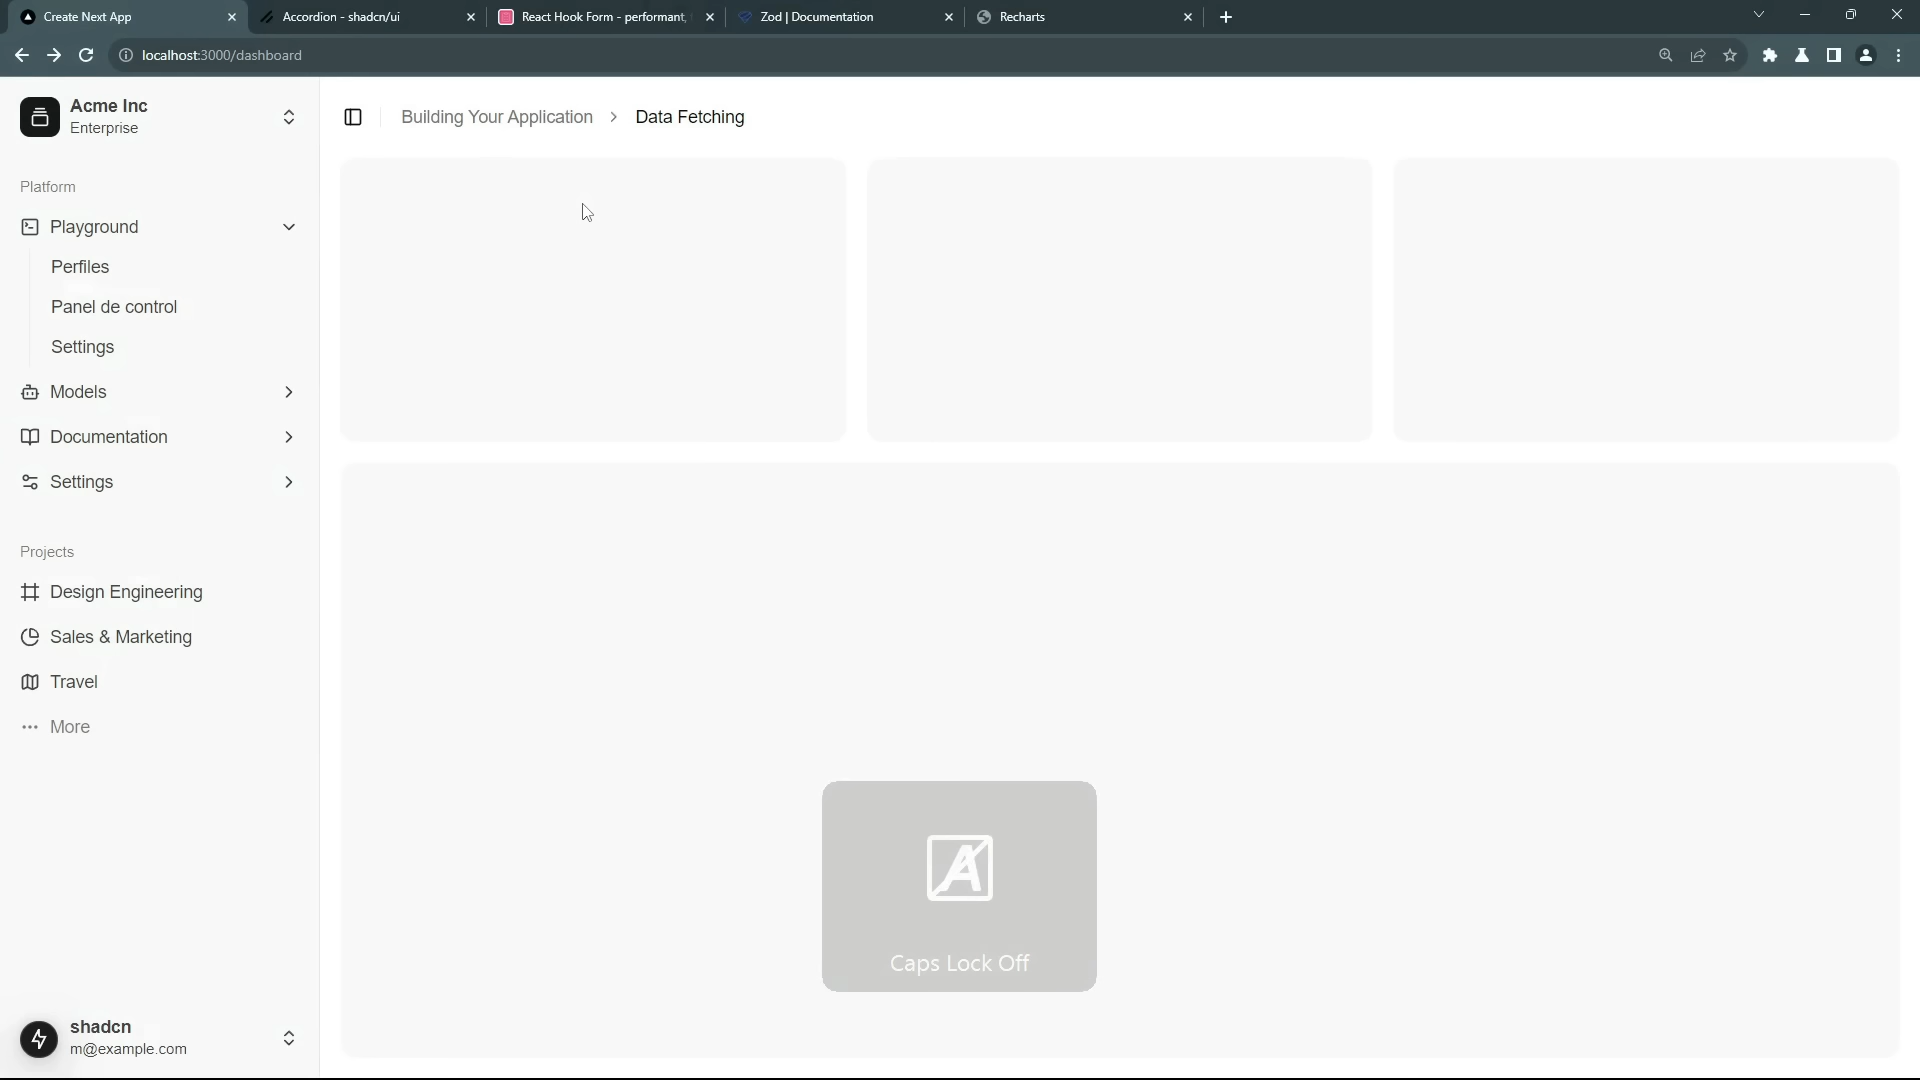 Create Next App
Accordion - shadcn/ui
React Hook Form - performant,
Zod | Documentation
Recharts
localhost:3000/dashboard
Acme Inc
Enterprise
Building Your Application
Data Fetching
Platform
Playground
Perfiles
Panel de control
Settings
Models
Documentation
Settings
Projects
Design Engineering
Sales & Marketing
Travel
More
Caps Lock Off
shadcn
m@example.com